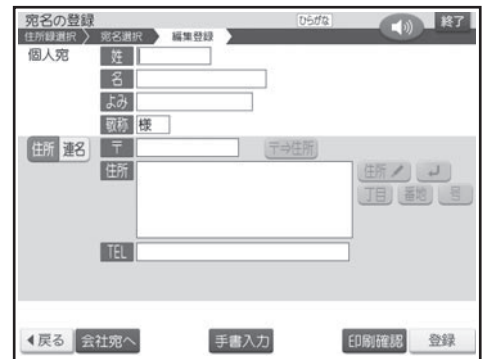 宛名の登録 ひらがな 終了
住所録選択 宛名選択 編集登録
個人宛 姓
名
よみ
敬称 様
住所 連名 〒 〒⇒住所
住所 住所
丁目 番地 号
TEL
戻る 会社宛へ 手書入力 印刷確認 登録